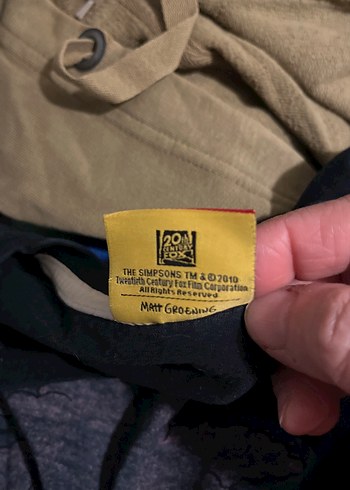 20th
CENTURY
FOX
THE SIMPSONS TM & © 2010
Twentieth Century Fox Film Corporation
All Rights Reserved.
MATT GROENING